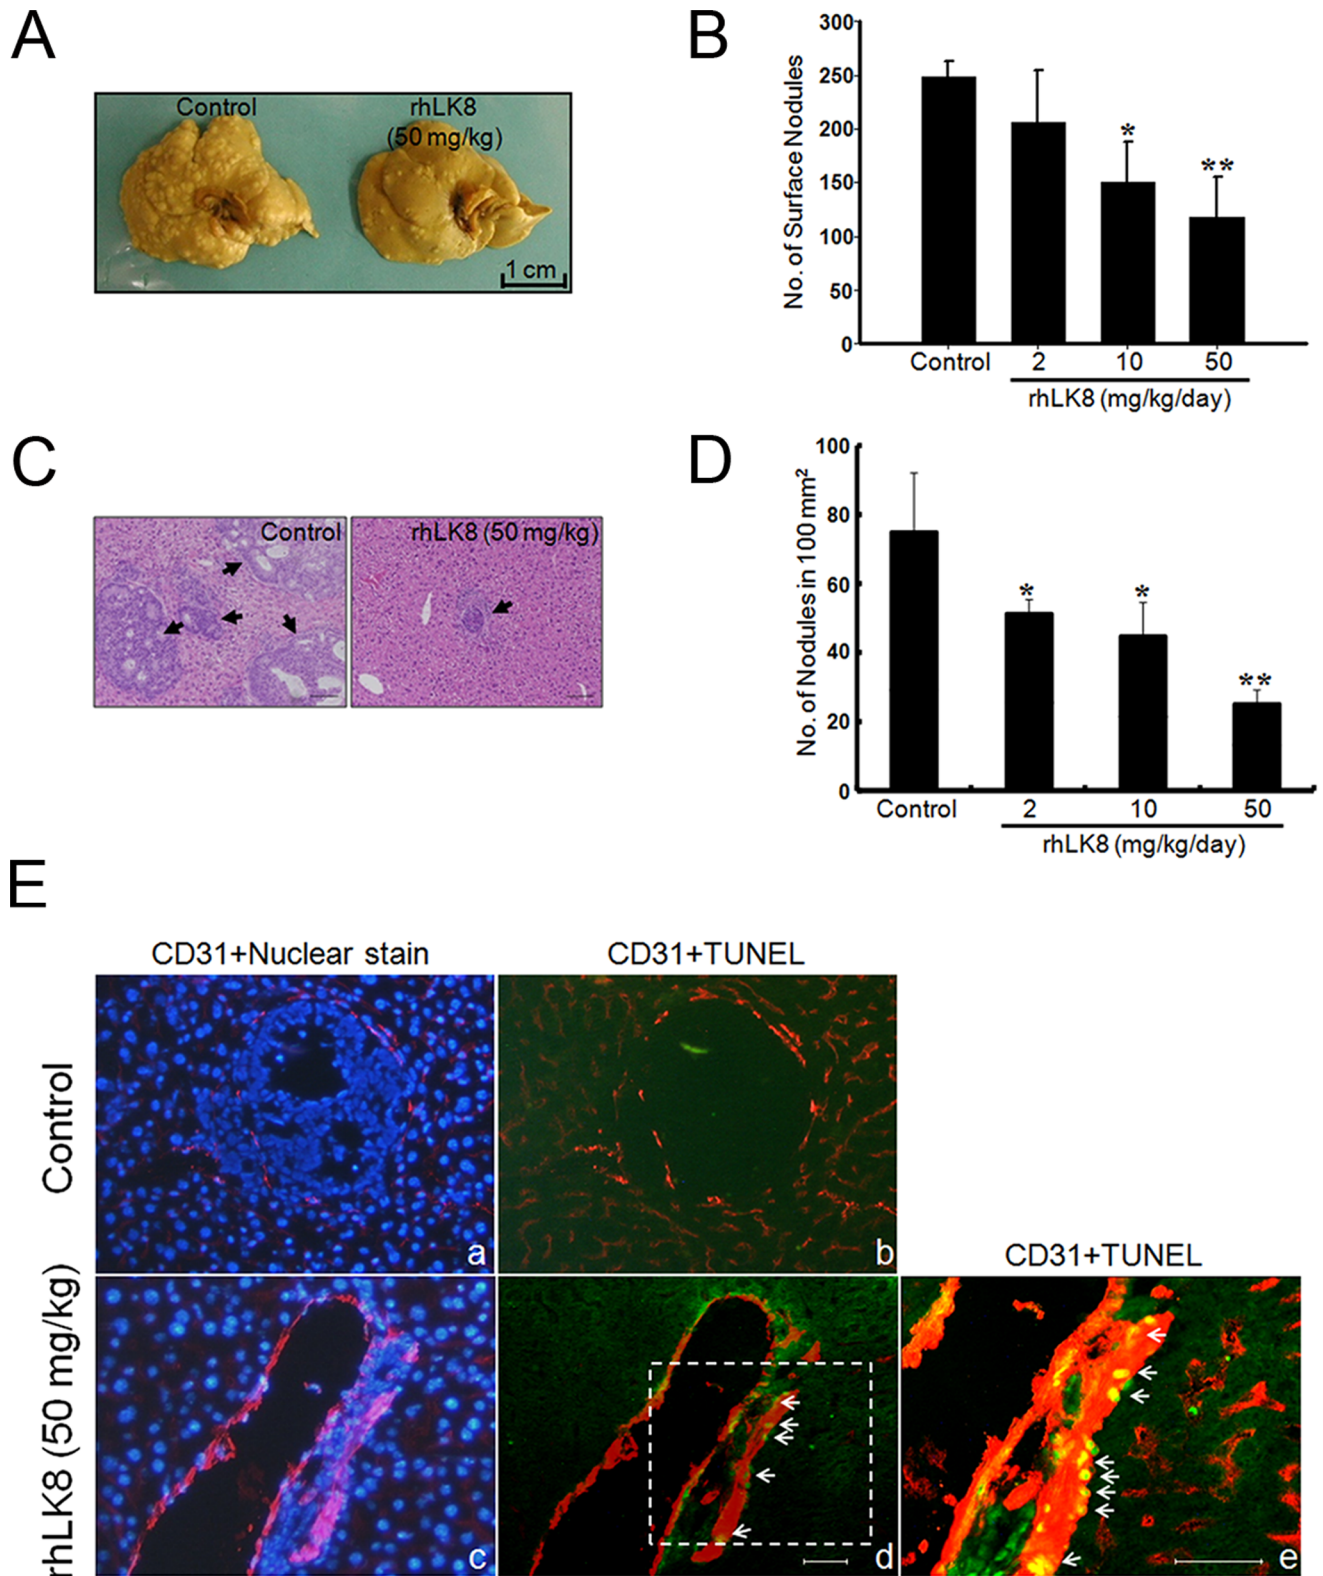 A
Control
rhLK8
(50 mg/kg)
1 cm
B
No. of Surface Nodules
300
250
200
150
100
50
0
*
**
Control
2
10
50
rhLK8 (mg/kg/day)
C
Control
rhLK8 (50 mg/kg)
D
No. of Nodules in 100 mm²
100
80
60
40
20
0
*
*
**
Control
2
10
50
rhLK8 (mg/kg/day)
E
CD31+Nuclear stain
CD31+TUNEL
Control
a
b
CD31+TUNEL
rhLK8 (50 mg/kg)
c
d
e